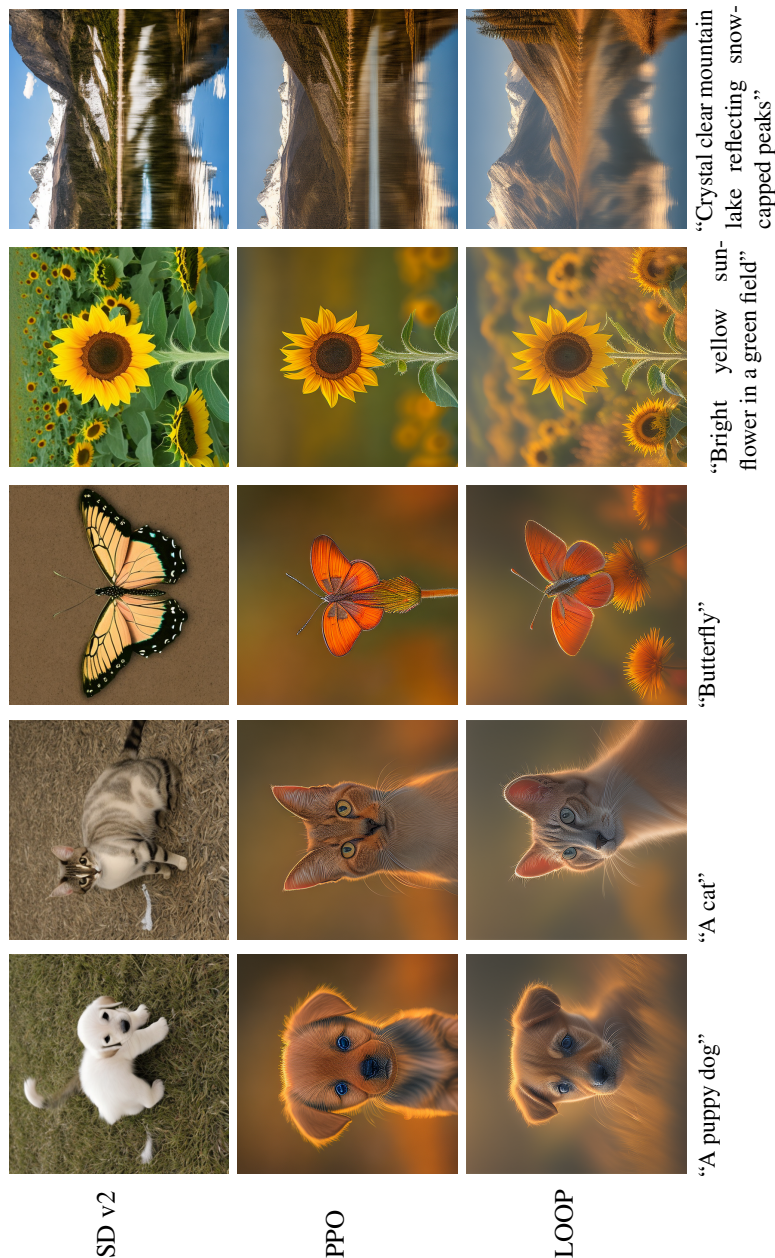 SD v2
PPO
LOOP
“A puppy dog”
“A cat”
“Butterfly”
“Bright yellow sun-
flower in a green field”
“Crystal clear mountain
lake reflecting snow-
capped peaks”